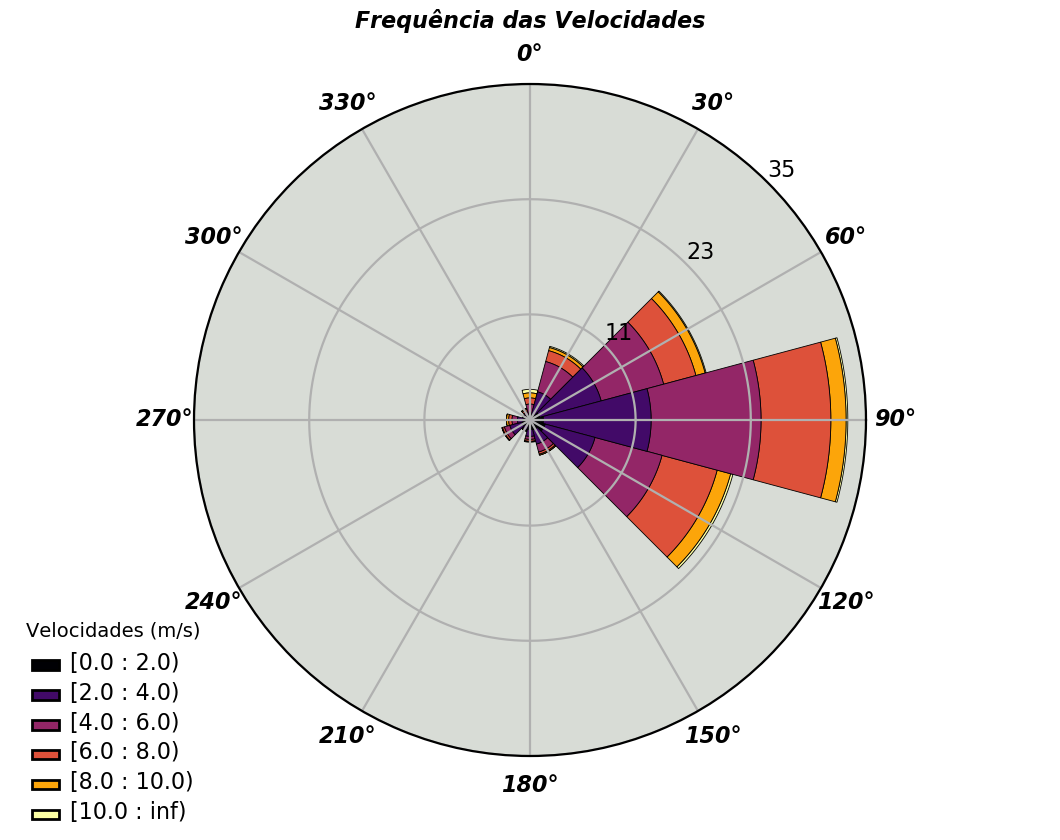 Frequência das Velocidades
0°
330°
30°
35
300°
60°
23
11
270°
90°
240°
120°
210°
150°
180°
Velocidades (m/s)
[0.0 : 2.0)
[2.0 : 4.0)
[4.0 : 6.0)
[6.0 : 8.0)
[8.0 : 10.0)
[10.0 : inf)